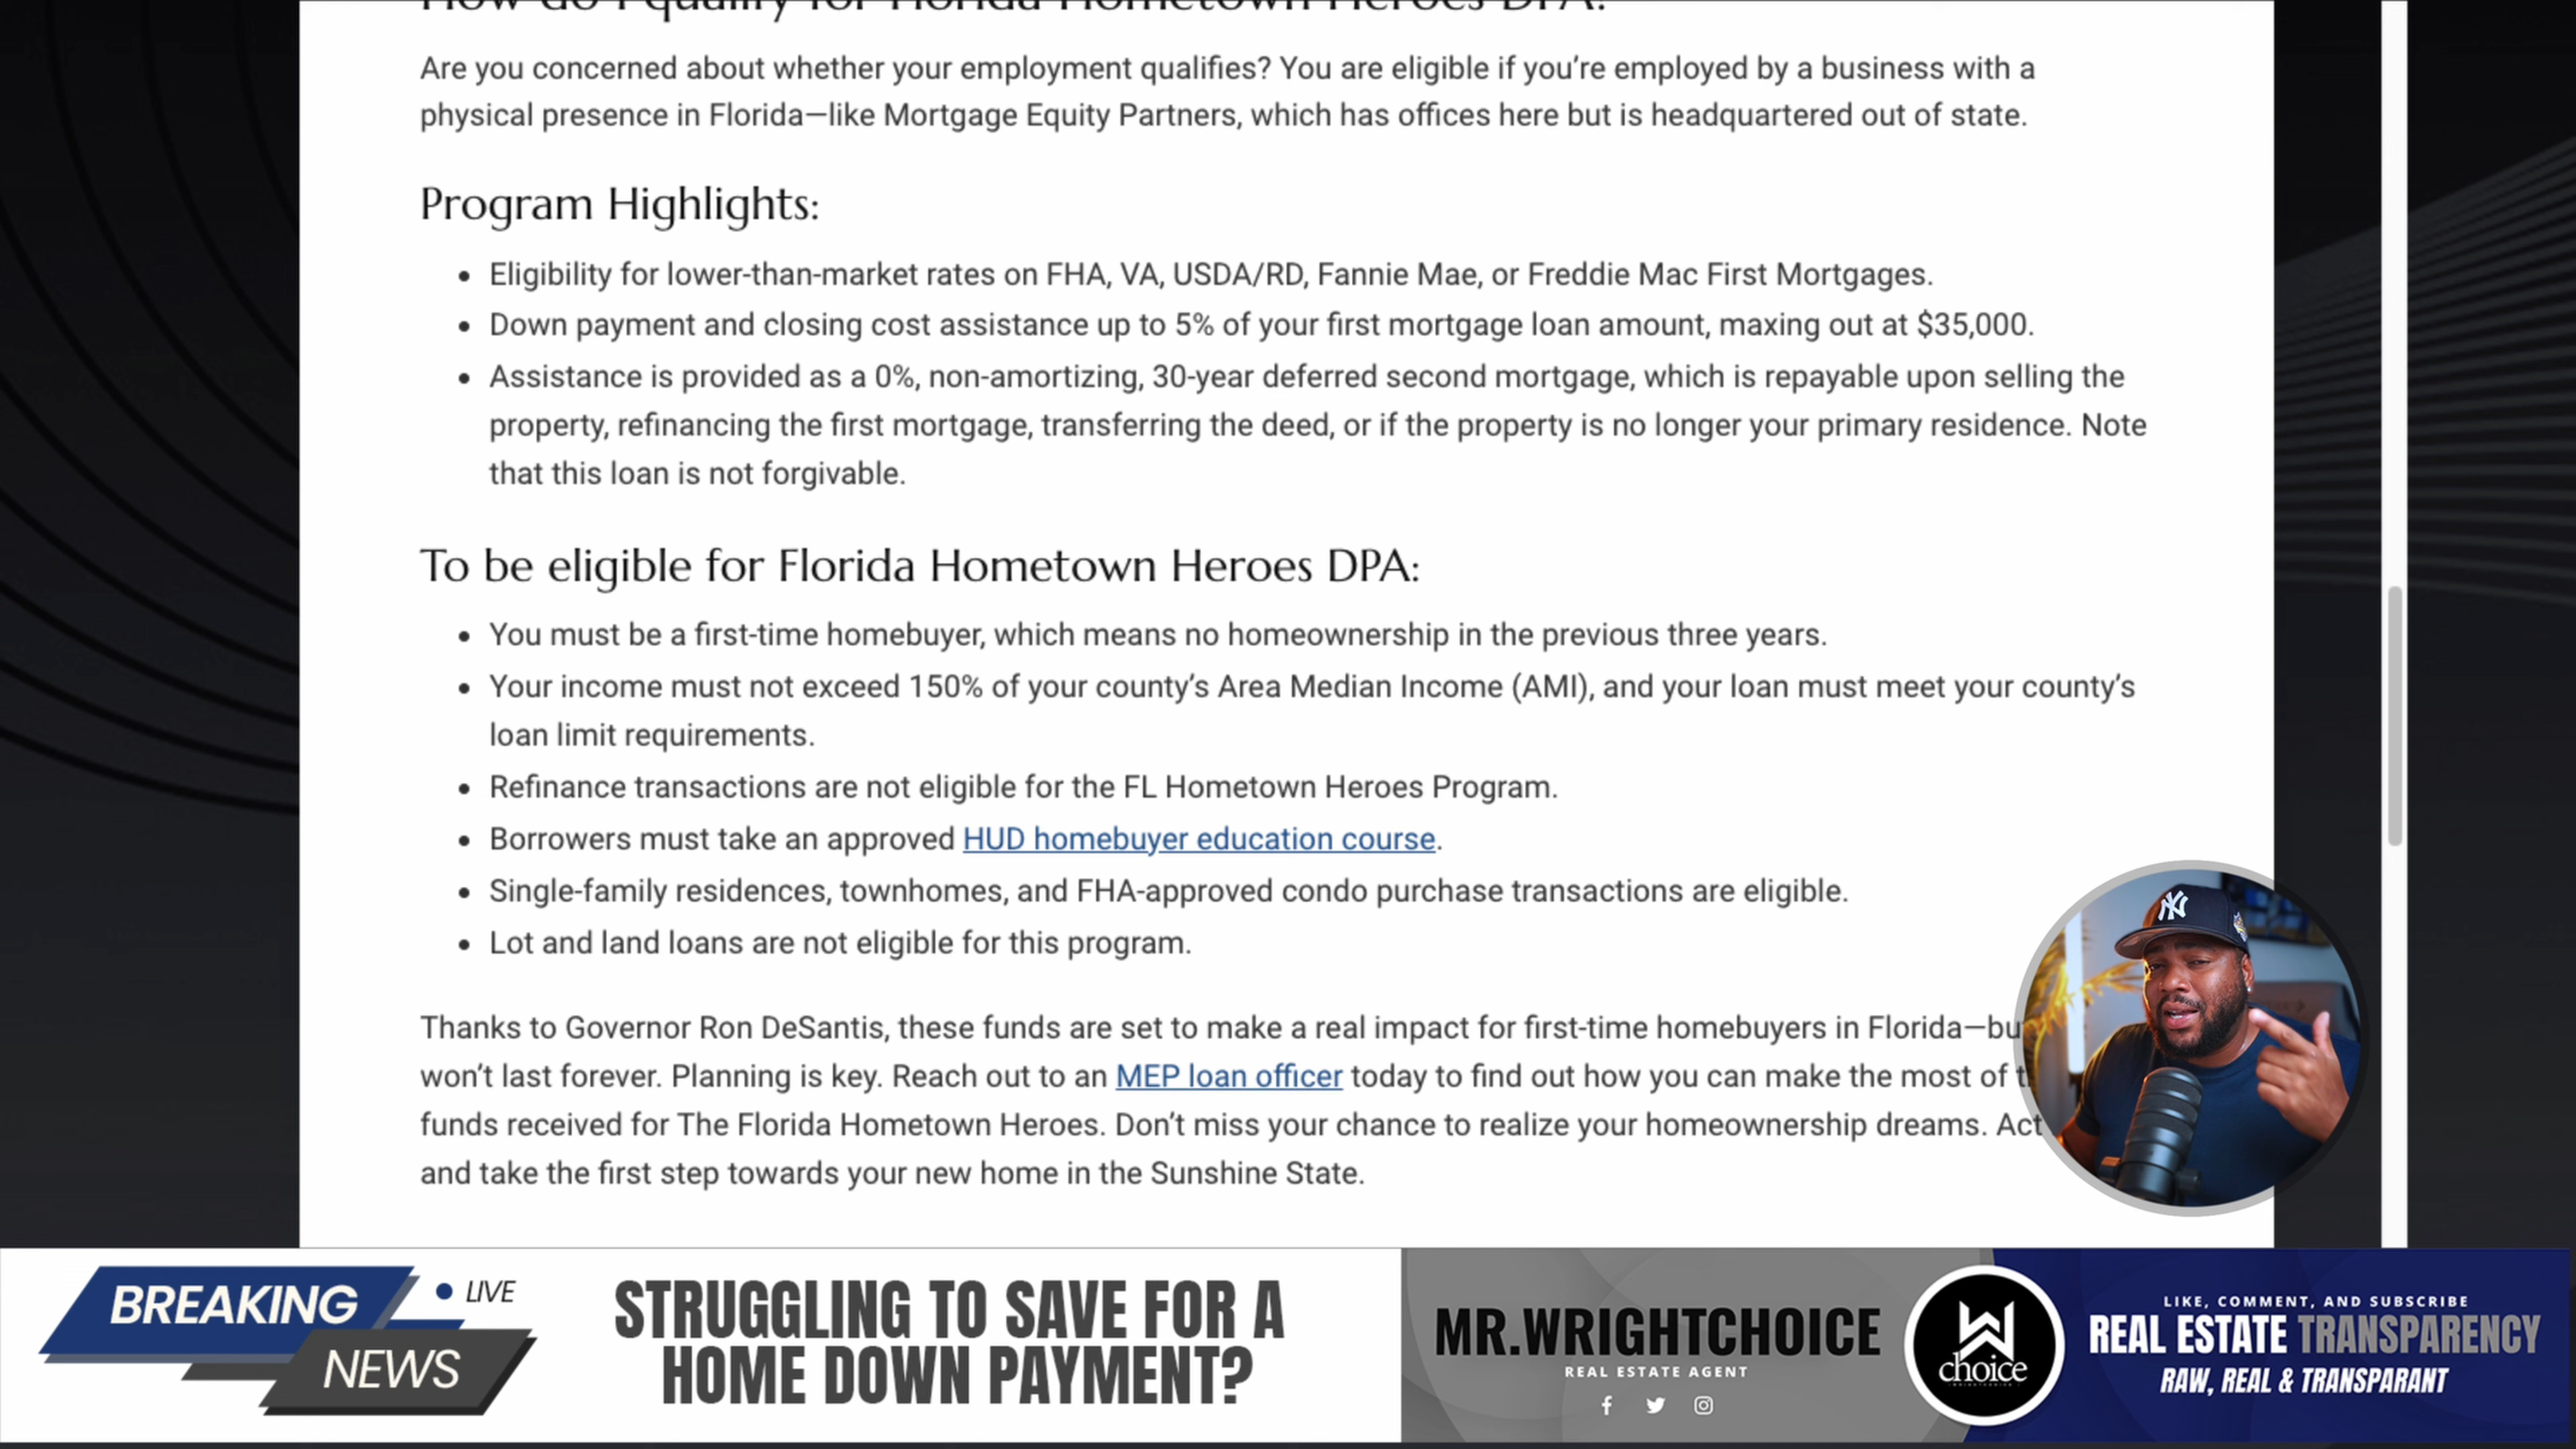 How do I qualify for Florida Hometown Heroes DPA?
Are you concerned about whether your employment qualifies? You are eligible if you’re employed by a business with a
physical presence in Florida—like Mortgage Equity Partners, which has offices here but is headquartered out of state.
Program Highlights:
• Eligibility for lower-than-market rates on FHA, VA, USDA/RD, Fannie Mae, or Freddie Mac First Mortgages.
• Down payment and closing cost assistance up to 5% of your first mortgage loan amount, maxing out at $35,000.
• Assistance is provided as a 0%, non-amortizing, 30-year deferred second mortgage, which is repayable upon selling the
property, refinancing the first mortgage, transferring the deed, or if the property is no longer your primary residence. Note
that this loan is not forgivable.
To be eligible for Florida Hometown Heroes DPA:
• You must be a first-time homebuyer, which means no homeownership in the previous three years.
• Your income must not exceed 150% of your county’s Area Median Income (AMI), and your loan must meet your county’s
loan limit requirements.
• Refinance transactions are not eligible for the FL Hometown Heroes Program.
• Borrowers must take an approved HUD homebuyer education course.
• Single-family residences, townhomes, and FHA-approved condo purchase transactions are eligible.
• Lot and land loans are not eligible for this program.
Thanks to Governor Ron DeSantis, these funds are set to make a real impact for first-time homebuyers in Florida—
won’t last forever. Planning is key. Reach out to an MEP loan officer today to find out how you can make the most of
funds received for The Florida Hometown Heroes. Don’t miss your chance to realize your homeownership dreams. Act
and take the first step towards your new home in the Sunshine State.
BREAKING
• LIVE
NEWS
STRUGGLING TO SAVE FOR A
HOME DOWN PAYMENT?
MR.WRIGHTCHOICE
REAL ESTATE AGENT
choice
LIKE, COMMENT, AND SUBSCRIBE
REAL ESTATE TRANSPARENCY
RAW, REAL & TRANSPARANT
NY